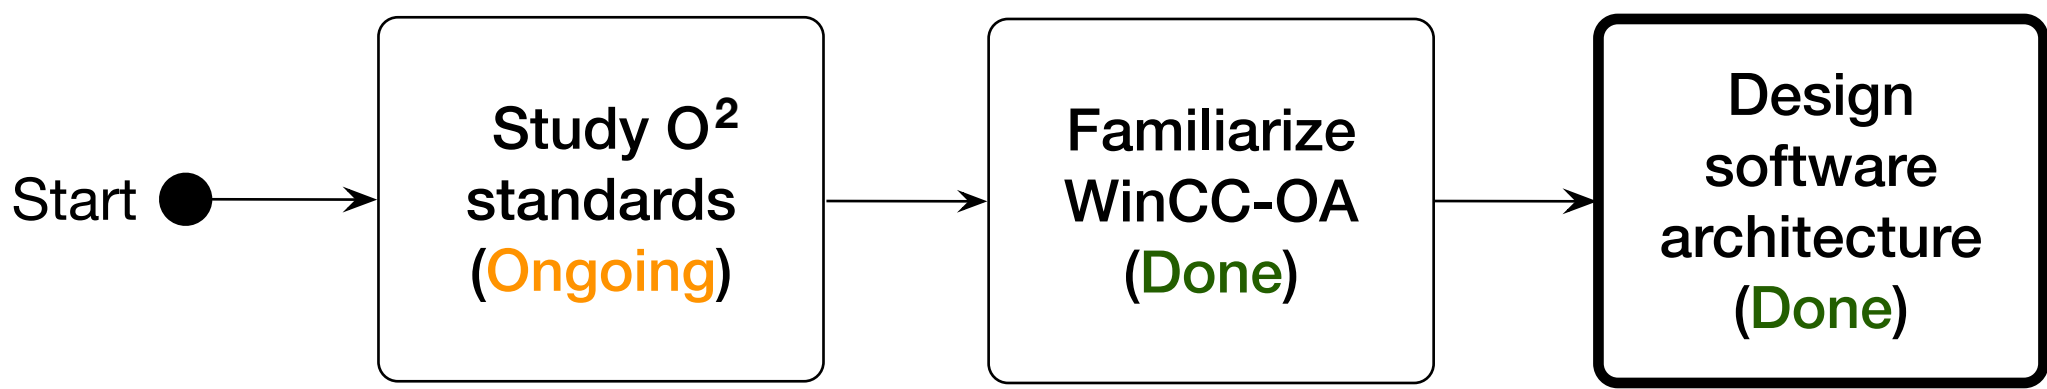 Start
Study O²
standards
(Ongoing)
Familiarize
WinCC-OA
(Done)
Design
software
architecture
(Done)